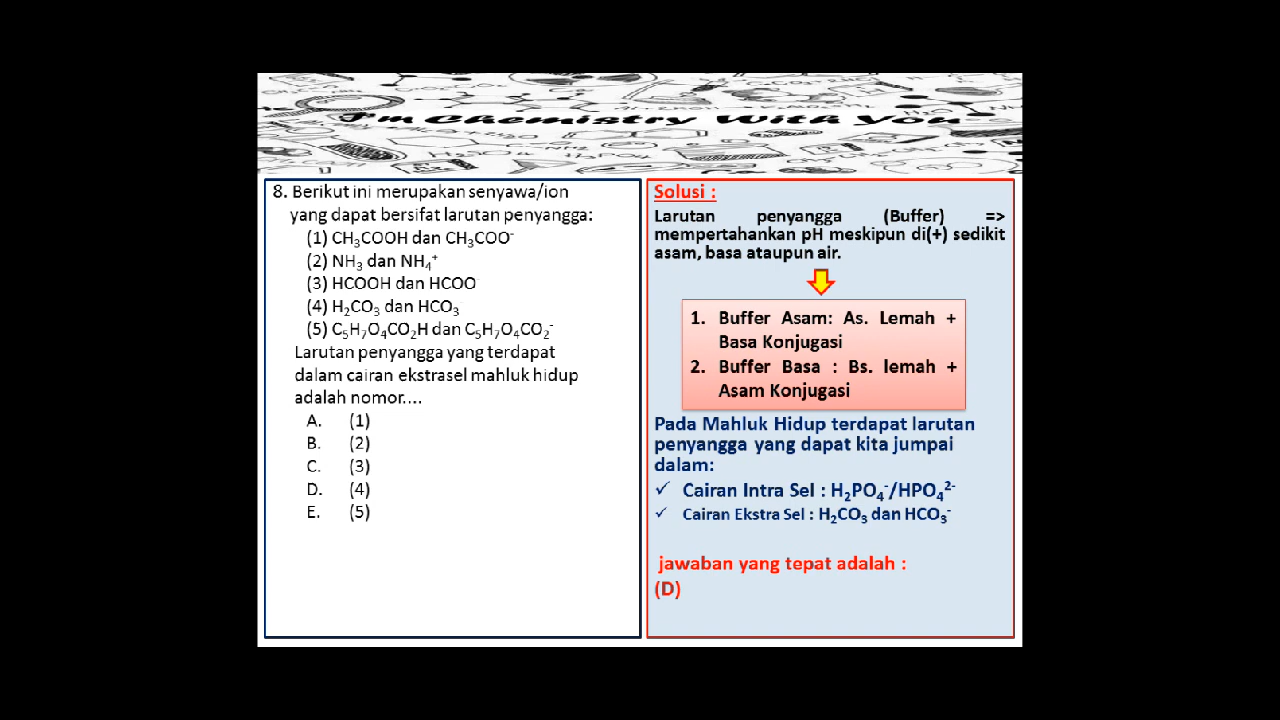 I'm Chemistry With You
8. Berikut ini merupakan senyawa/ion
yang dapat bersifat larutan penyangga:
(1) CH₃COOH dan CH₃COO⁻
(2) NH₃ dan NH₄⁺
(3) HCOOH dan HCOO⁻
(4) H₂CO₃ dan HCO₃
(5) C₅H₇O₄CO₂H dan C₅H₇O₄CO₂⁻
Larutan penyangga yang terdapat
dalam cairan ekstrasel mahluk hidup
adalah nomor....
A. (1)
B. (2)
C. (3)
D. (4)
E. (5)
Solusi :
Larutan penyangga (Buffer) =>
mempertahankan pH meskipun di(+) sedikit
asam, basa ataupun air.
1. Buffer Asam: As. Lemah +
Basa Konjugasi
2. Buffer Basa : Bs. lemah +
Asam Konjugasi
Pada Mahluk Hidup terdapat larutan
penyangga yang dapat kita jumpai
dalam:
✓ Cairan Intra Sel : H₂PO₄⁻/HPO₄²⁻
✓ Cairan Ekstra Sel : H₂CO₃ dan HCO₃⁻
jawaban yang tepat adalah :
(D)